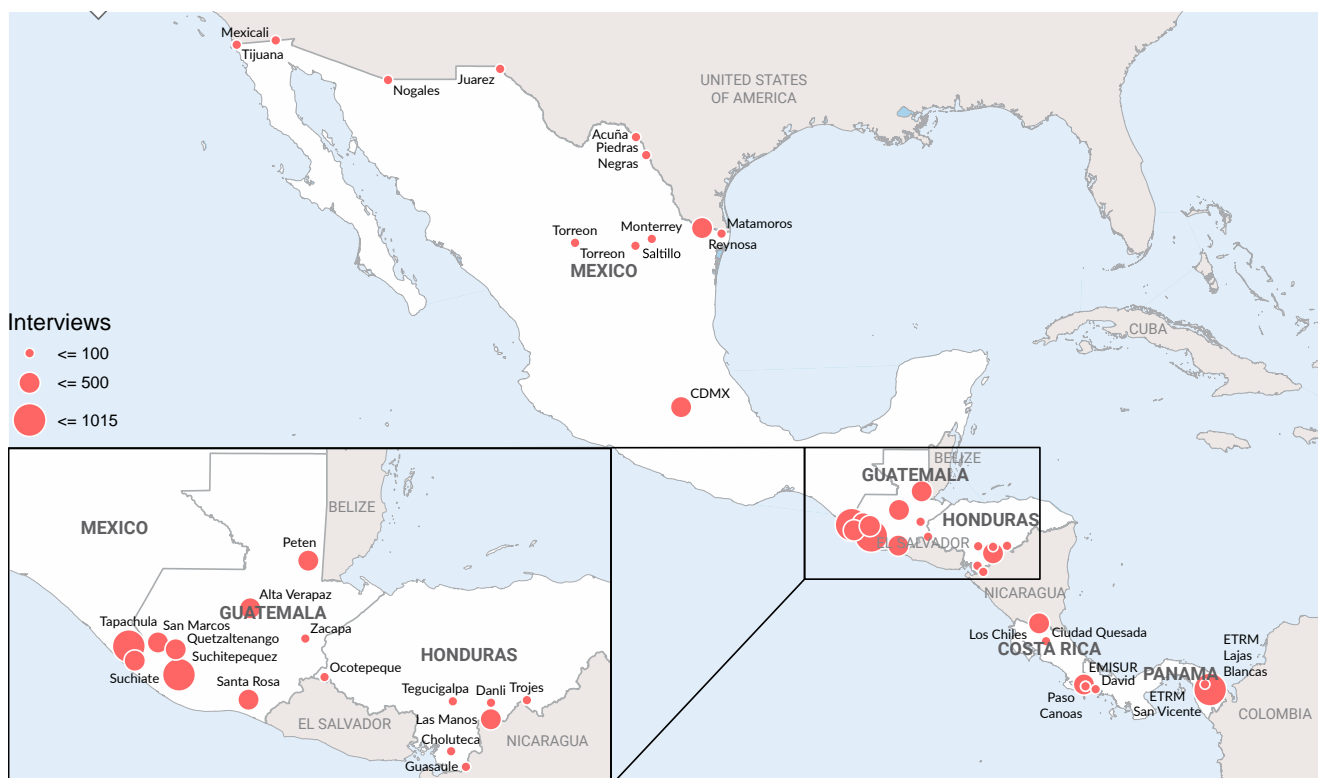 Mexicali
Tijuana
Nogales
Juarez
UNITED STATES
OF AMERICA
Acuña
Piedras
Negras
Torreon
Monterrey
Matamoros
Torreon
Saltillo
Reynosa
MEXICO
Interviews
<= 100
<= 500
<= 1015
CUBA
CDMX
BELIZE
GUATEMALA
HONDURAS
EL SALVADOR
NICARAGUA
Los Chiles
Ciudad Quesada
COSTA RICA
ETRM
Lajas
Blancas
EMISUR
David
PANAMA
Paso
Canoas
ETRM
San Vicente
COLOMBIA
MEXICO
BELIZE
Peten
Alta Verapaz
GUATEMALA
Tapachula
San Marcos
Quetzaltenango
Suchitepequez
Suchiate
Zacapa
Santa Rosa
Ocotepeque
HONDURAS
Tegucigalpa
Danli
Trojes
Las Manos
EL SALVADOR
Choluteca
NICARAGUA
Guasaule